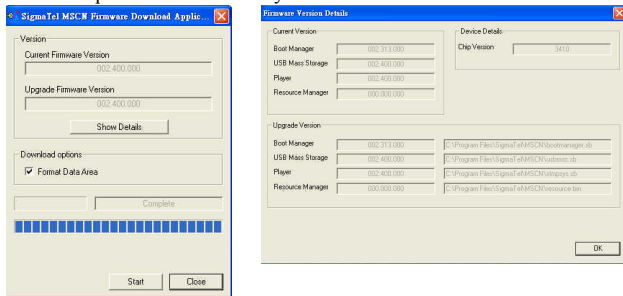 SigmaTel MSCN Firmware Download Applic...
Version
Current Firmware Version
002.400.000
Upgrade Firmware Version
002.400.000
Show Details
Download options
Format Data Area
Complete
Start
Close
Firmware Version Details
Current Version
Boot Manager 002.313.000
USB Mass Storage 002.400.000
Player 002.400.000
Resource Manager 000.000.000
Device Details
Chip Version 3410
Upgrade Version
Boot Manager 002.313.000 C:\Program Files\SigmaTel\MSCN\bootmanager.sb
USB Mass Storage 002.400.000 C:\Program Files\SigmaTel\MSCN\usbmsc.sb
Player 002.400.000 C:\Program Files\SigmaTel\MSCN\stmpsys.sb
Resource Manager 000.000.000 C:\Program Files\SigmaTel\MSCN\resource.bin
OK